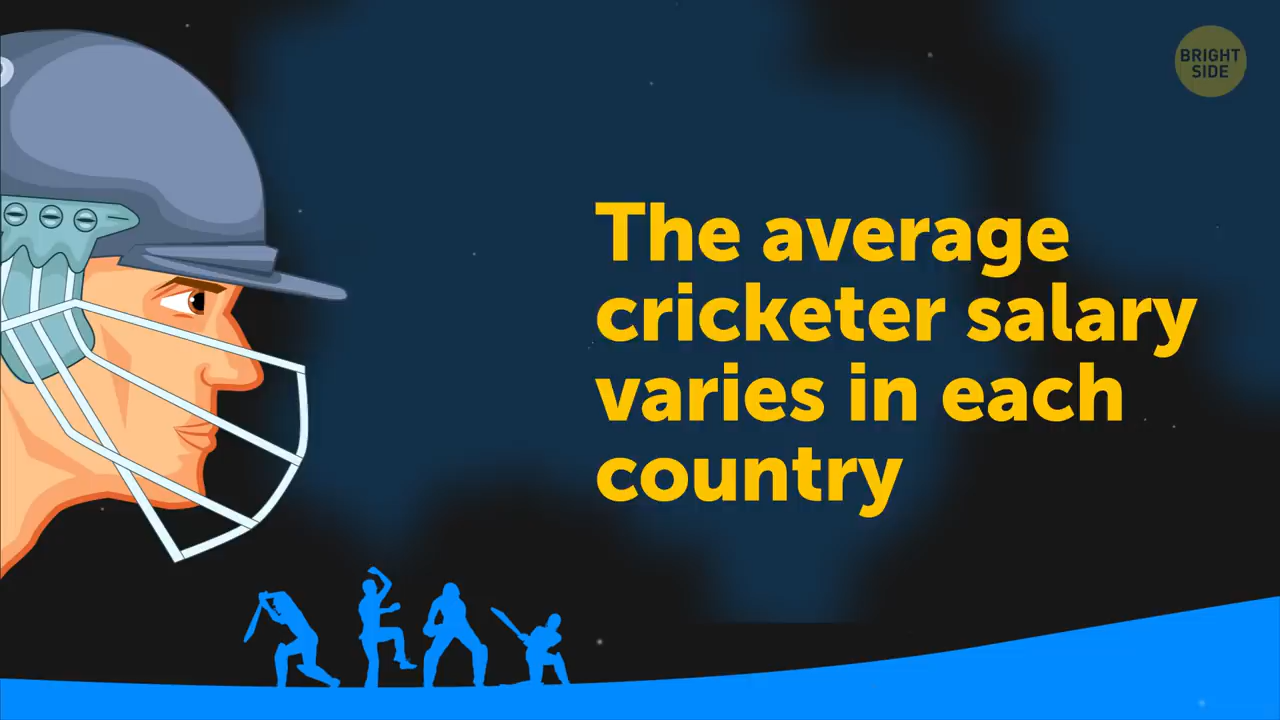 BRIGHT
SIDE
The average
cricketer salary
varies in each
country